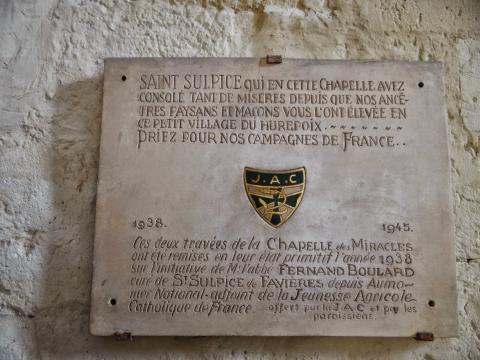 SAINT SULPICE QUI EN CETTE CHAPELLE AVEZ
CONSOLÉ TANT DE MISERES DEPUIS QUE NOS ANCÊ-
TRES PAYSANS ET MAÇONS VOUS L'ONT ÉLEVÉE EN
CE PETIT VILLAGE DU HUREPOIX.
PRIEZ POUR NOS CAMPAGNES DE FRANCE..
J.A.C
1938. 1945.
Ces deux travées de la CHAPELLE des MIRACLES
ont été remises en leur état primitif l'année 1938
sur l'initiative de Mr l'abbé FERNAND BOULARD
curé de St SULPICE de FAVIÈRES depuis Aumo-
nier National-adjoint de la Jeunesse Agricole
Catholique de France. offert par la J.A.C et par les
paroissiens.